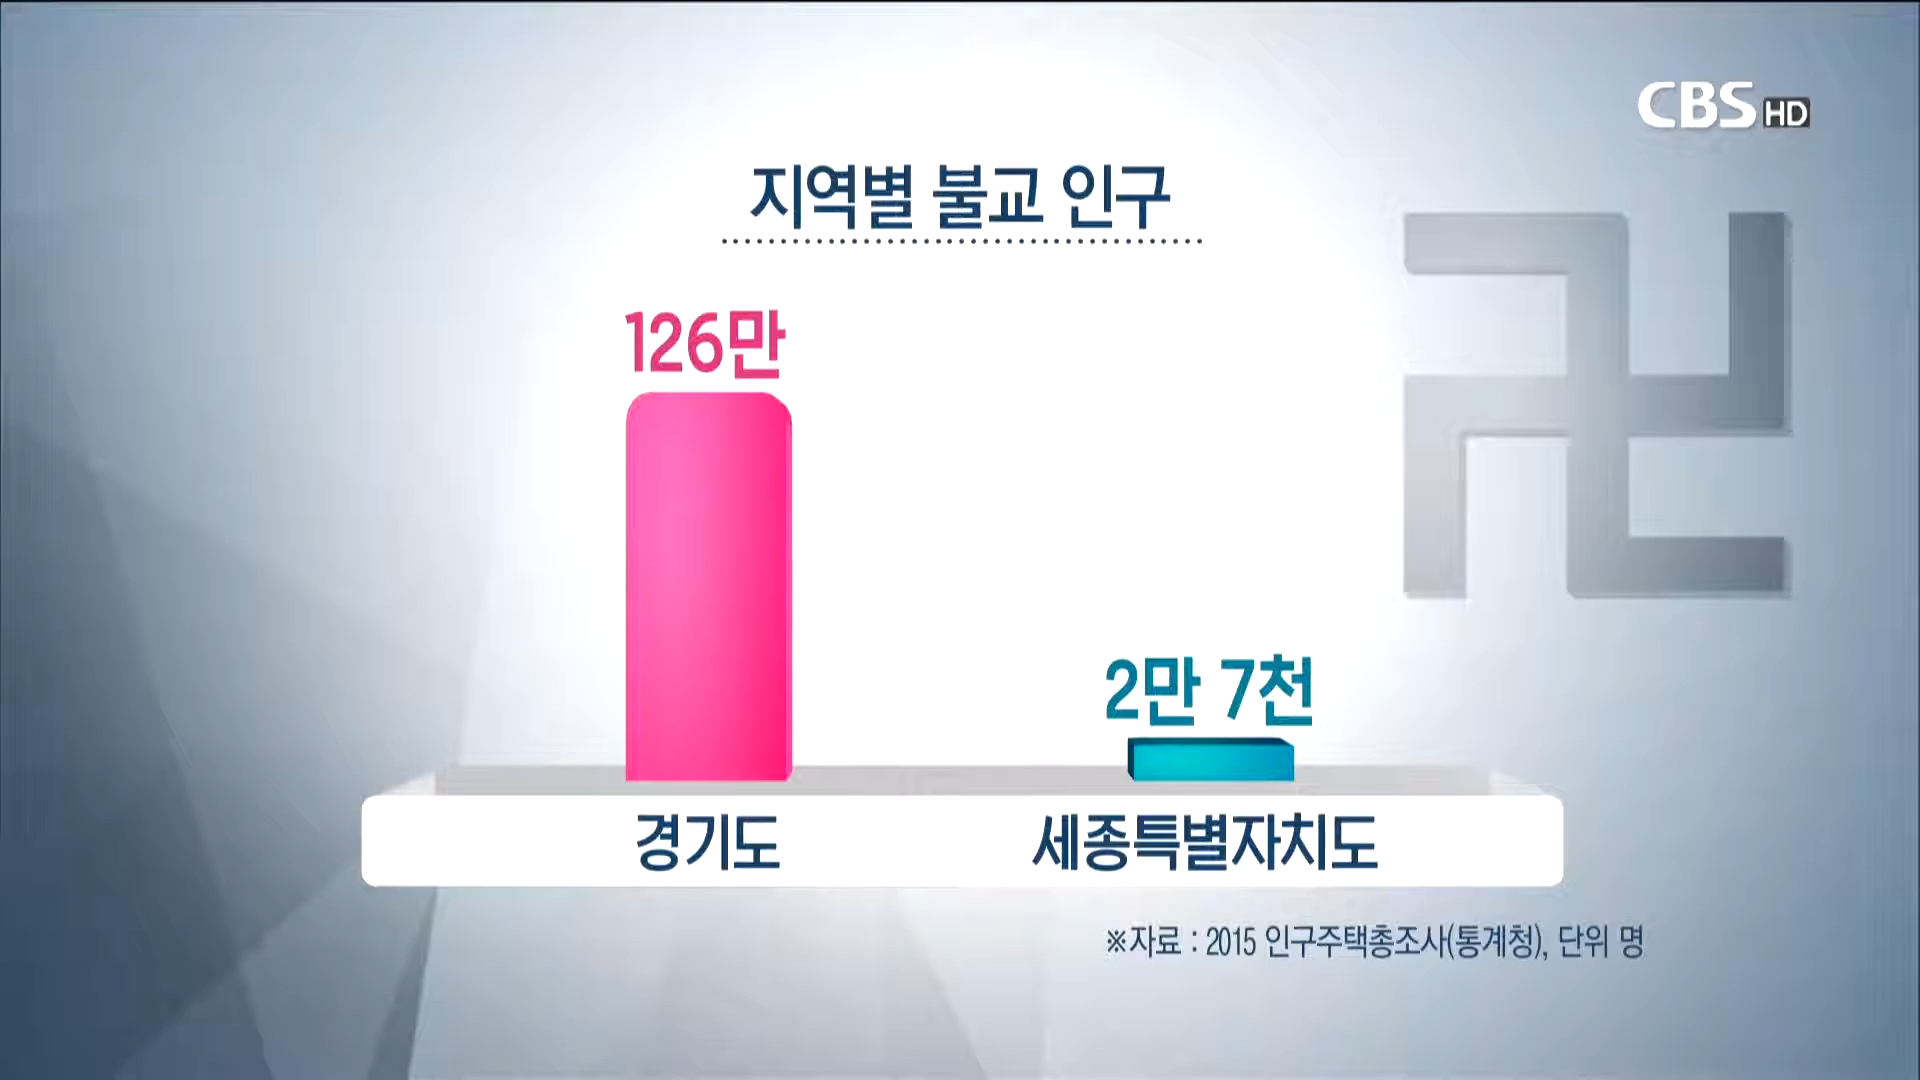 CBS HD
지역별 불교 인구
126만
2만 7천
경기도
세종특별자치도
※자료 : 2015 인구주택총조사(통계청), 단위 명